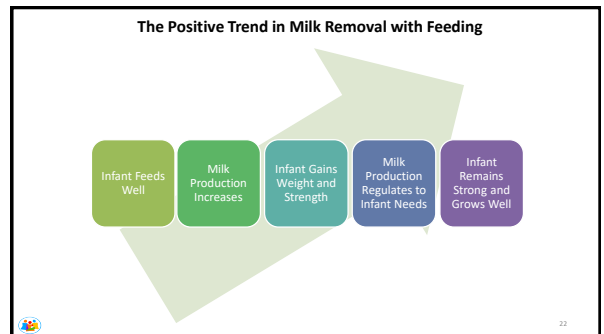 The Positive Trend in Milk Removal with Feeding
Infant Feeds
Well
Milk
Production
Increases
Infant Gains
Weight and
Strength
Milk
Production
Regulates to
Infant Needs
Infant
Remains
Strong and
Grows Well
22